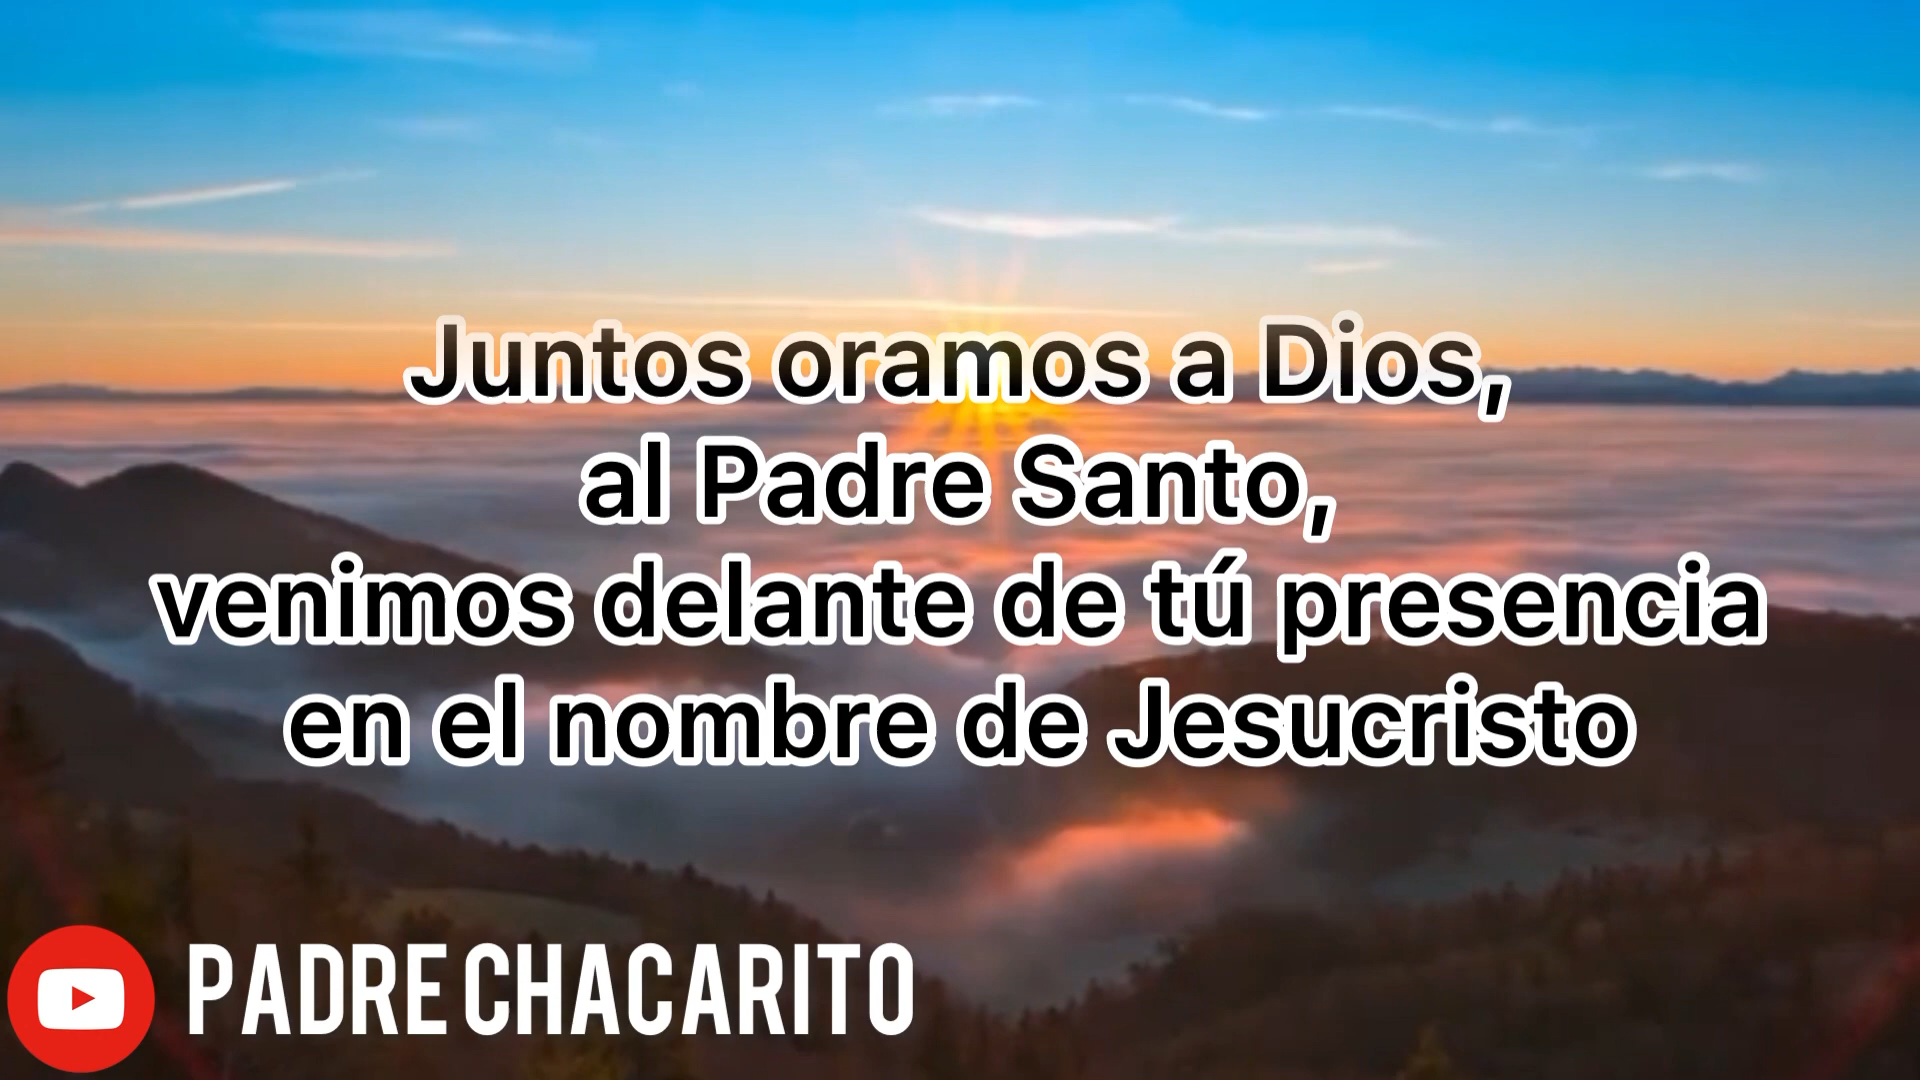 Juntos oramos a Dios,
al Padre Santo,
venimos delante de tú presencia
en el nombre de Jesucristo
PADRE CHACARITO